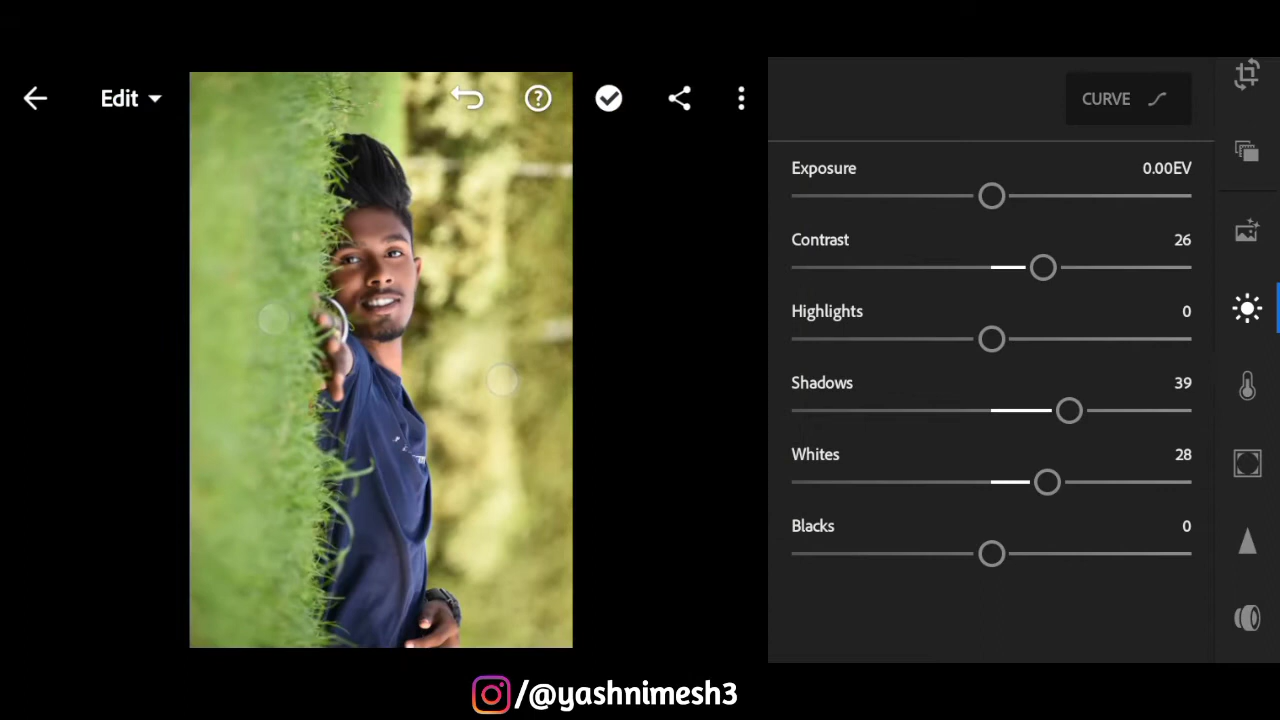 Edit
CURVE
Exposure 0.00EV
Contrast 26
Highlights 0
Shadows 39
Whites 28
Blacks 0
/@yashnimesh3